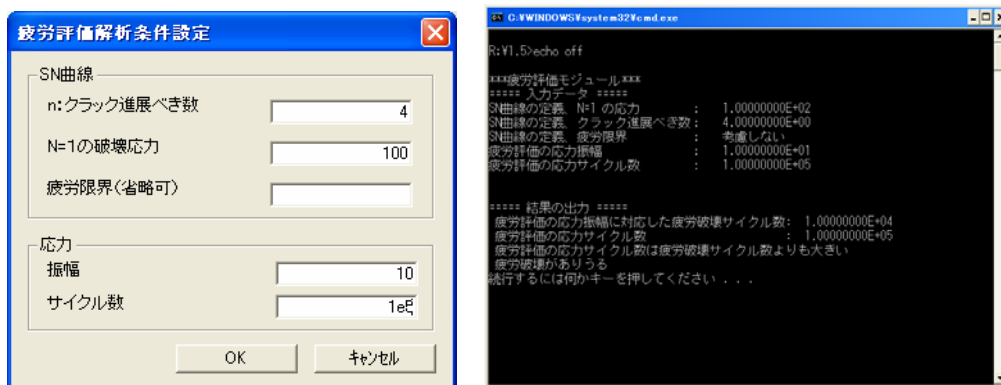 疲労評価解析条件設定
SN曲線
n:クラック進展べき数 4
N=1の破壊応力 100
疲労限界(省略可)
応力
振幅 10
サイクル数
OK キャンセル
C:¥WINDOWS¥system32¥cmd.exe
R:¥1.5>echo off
***疲労評価モジュール***
===== 入力データ =====
SN曲線の定義、N=1 の応力 : 1.00000000E+02
SN曲線の定義、クラック進展べき数: 4.00000000E+00
SN曲線の定義、疲労限界 : 考慮しない
疲労評価の応力振幅 : 1.00000000E+01
疲労評価の応力サイクル数 : 1.00000000E+05
===== 結果の出力 =====
疲労評価の応力振幅に対応した疲労破壊サイクル数: 1.00000000E+04
疲労評価の応力サイクル数 : 1.00000000E+05
疲労評価の応力サイクル数は疲労破壊サイクル数よりも大きい
疲労破壊がありうる
続行するには何かキーを押してください . . .